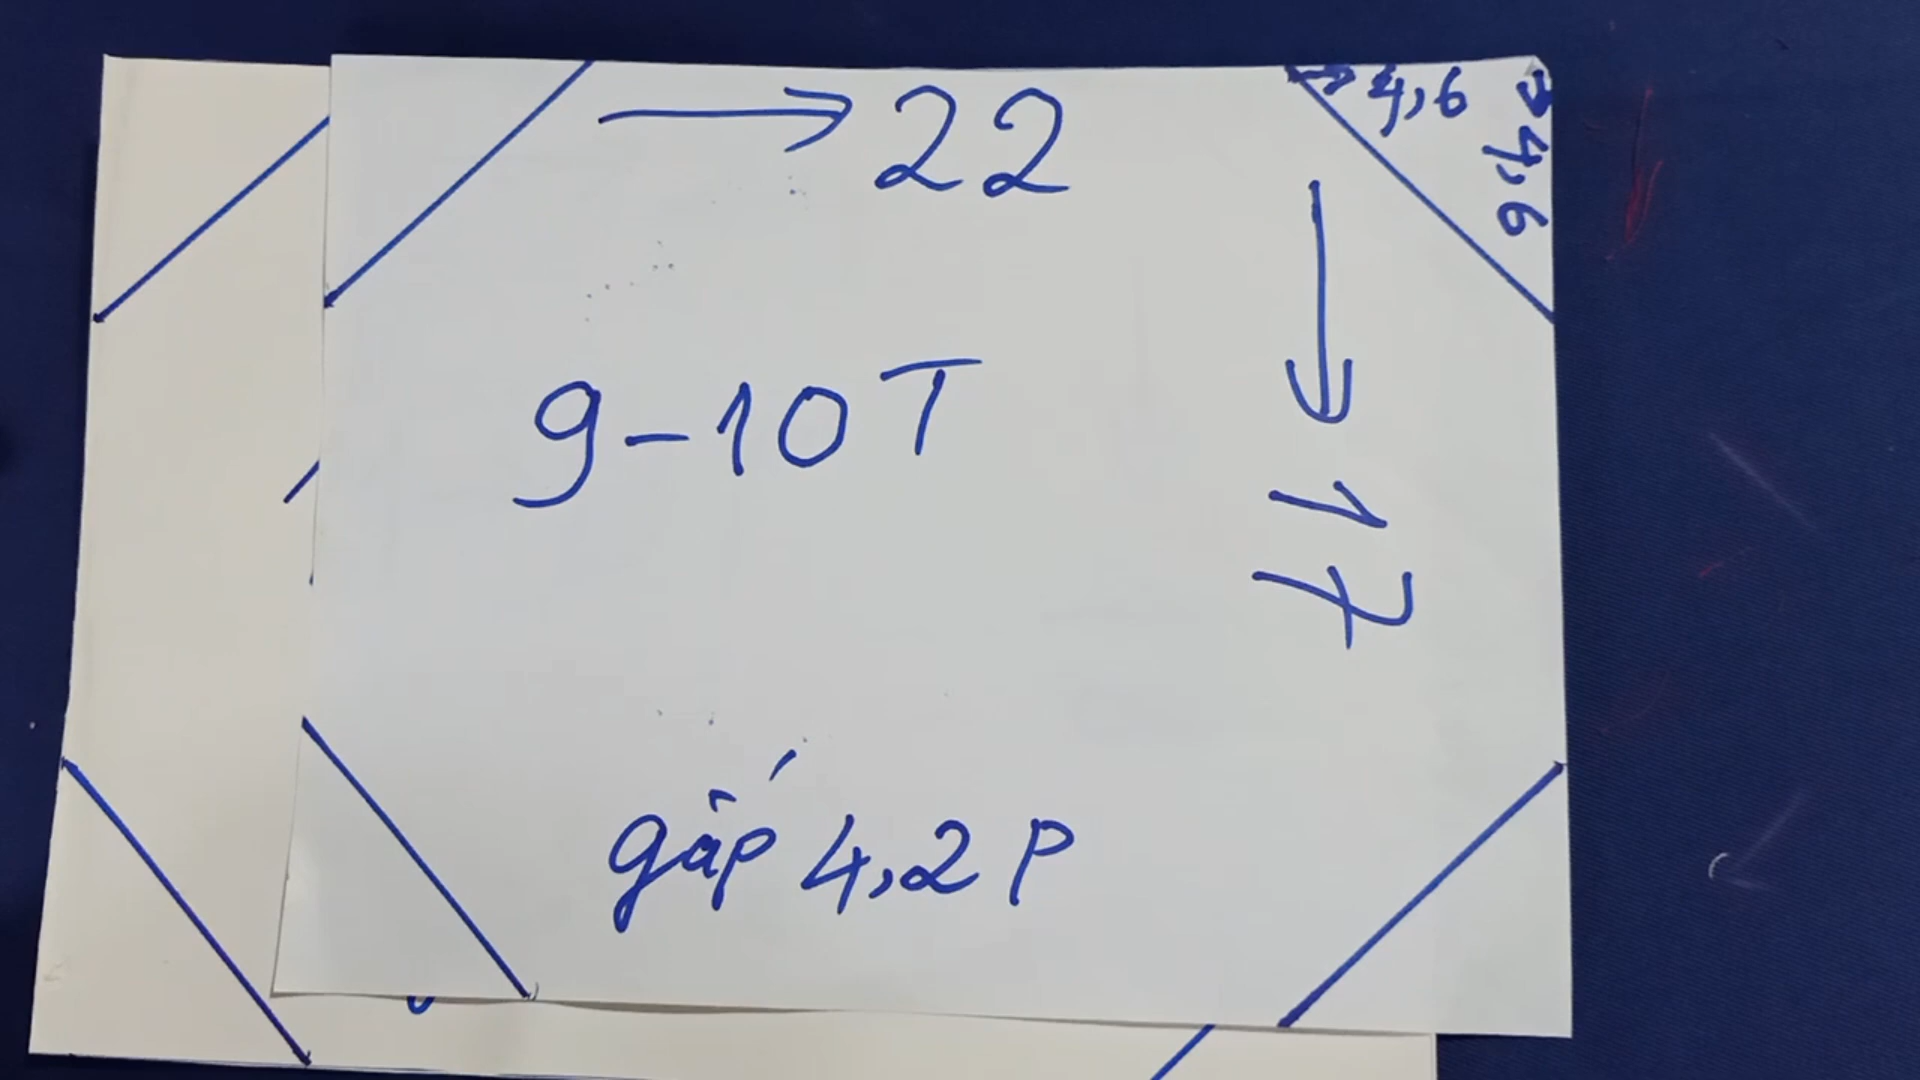 → 22
→ 4,6
→ 4,6
→ 17
9-10T
gấp 4,2 P